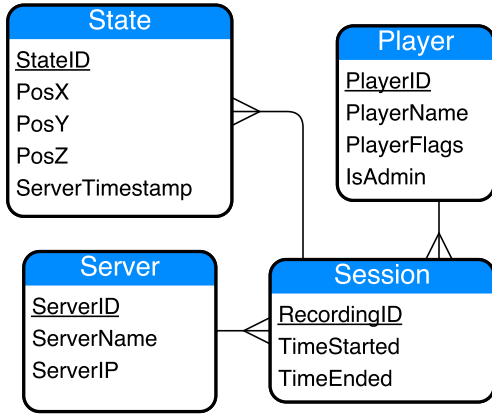 State
StateID
PosX
PosY
PosZ
ServerTimestamp
Player
PlayerID
PlayerName
PlayerFlags
IsAdmin
Server
ServerID
ServerName
ServerIP
Session
RecordingID
TimeStarted
TimeEnded